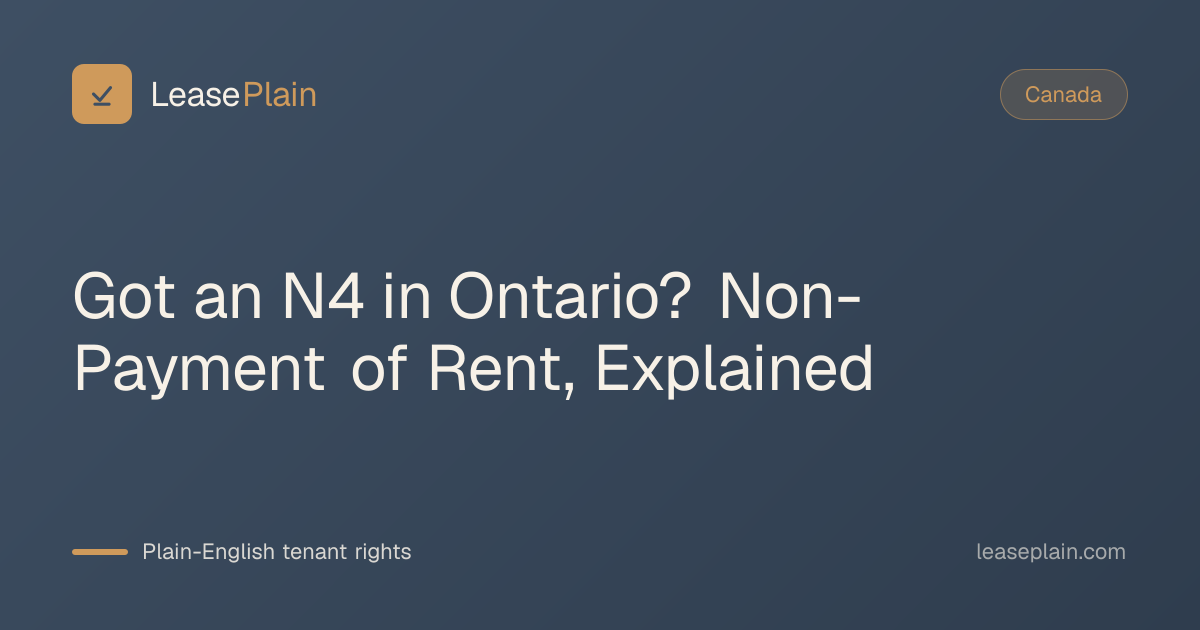 LeasePlain
Canada
Got an N4 in Ontario? Non-
Payment of Rent, Explained
Plain-English tenant rights
leaseplain.com